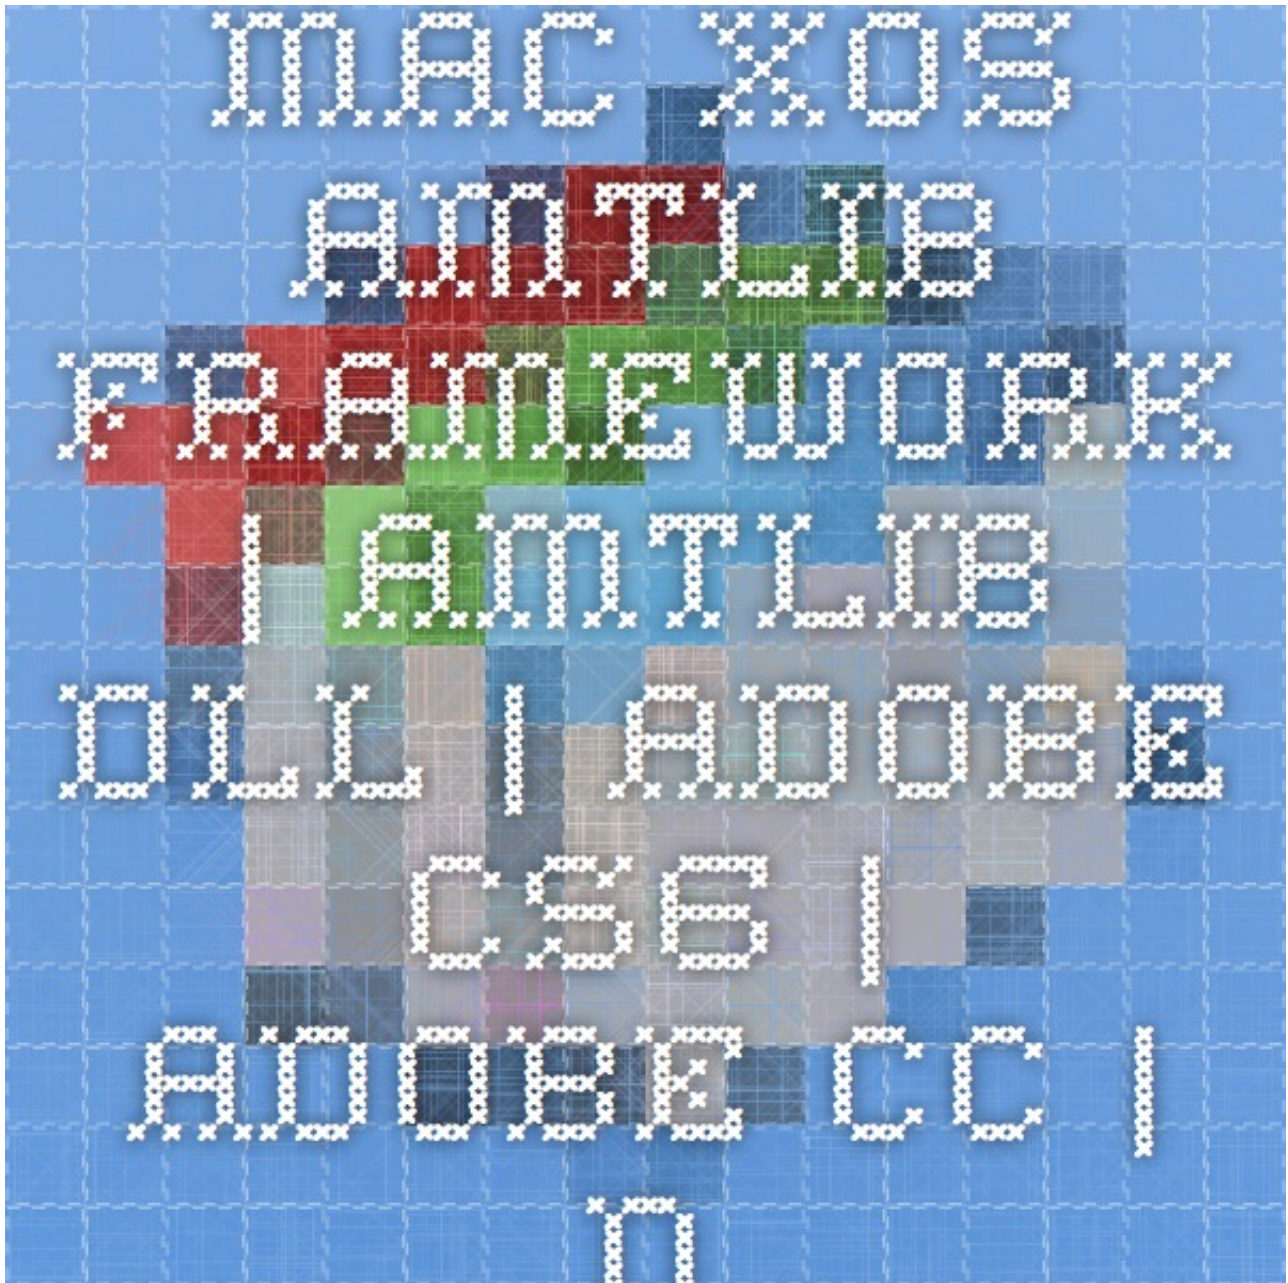 MAC XOS
AMTLIB
FRAMEWORK
| AMTLIB
DLL | ADOBE
CS6 |
ADOBE CC |